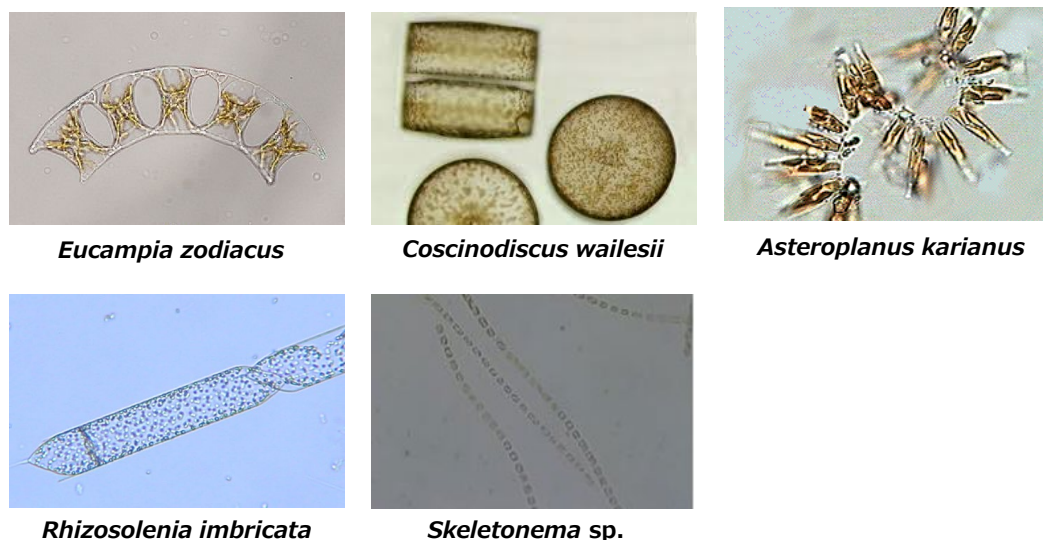 Eucampia zodiacus
Coscinodiscus wailesii
Asteroplanus karianus
Rhizosolenia imbricata
Skeletonema sp.